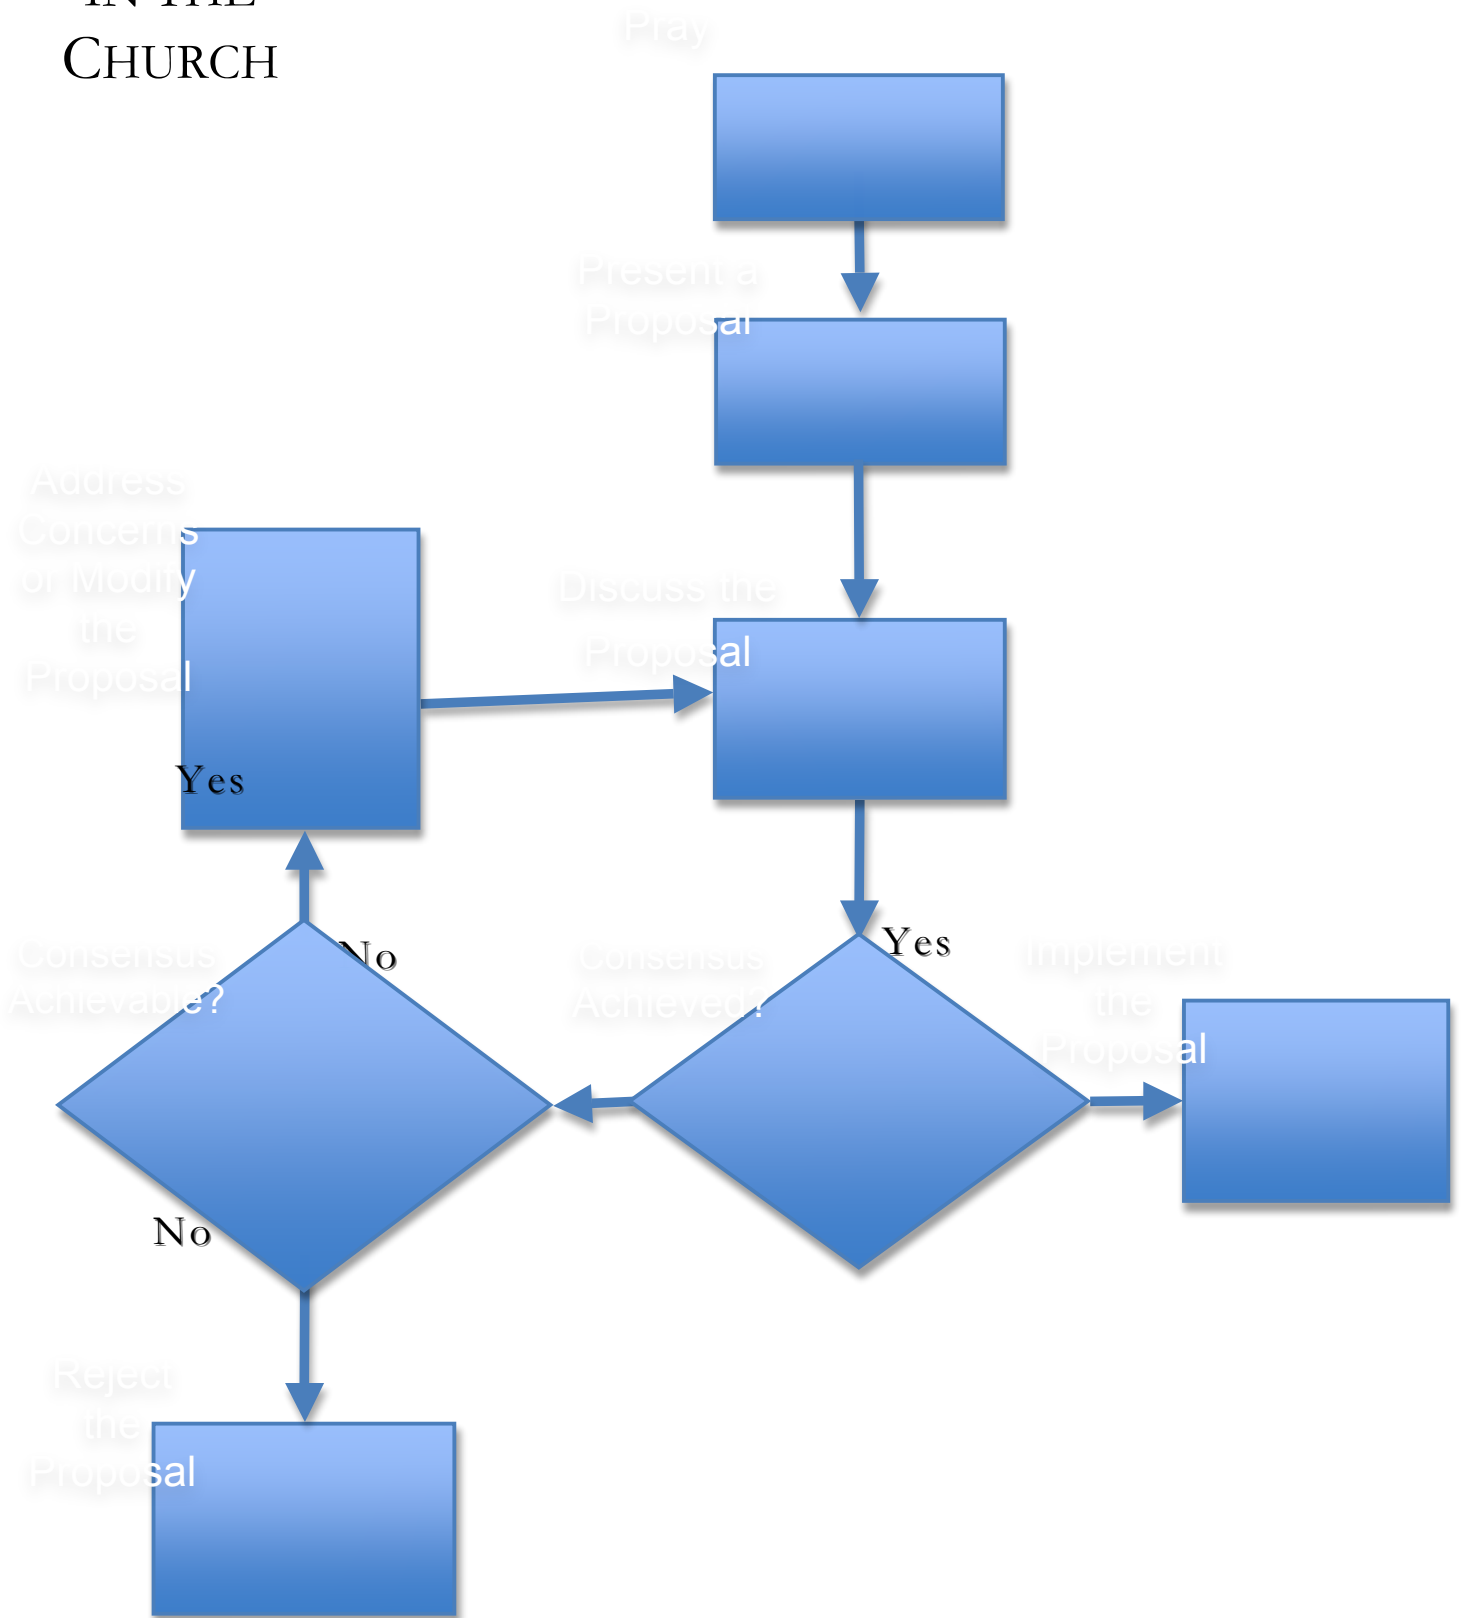 IN THE
CHURCH
Pray
Present a
Proposal
Address
Concerns
or Modify
the
Proposal
Discuss the
Proposal
Yes
Consensus
Achievable?
No
Consensus
Achieved?
Yes
Implement
the
Proposal
No
Reject
the
Proposal